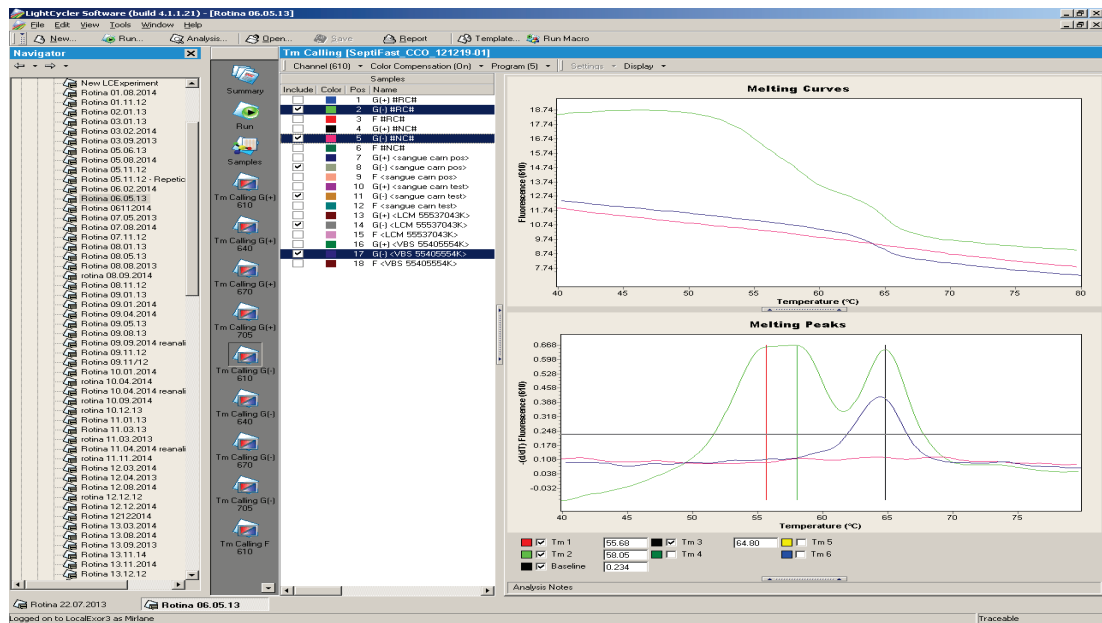 LightCycler Software (build 4.1.1.21) - [Rotina 06.05.13]
File Edit View Tools Window Help
New... Run... Analysis... Open... Save Report Template... Run Macro
Navigator
New LCExperiment
Rotina 01.08.2014
Rotina 01.11.12
Rotina 02.01.13
Rotina 03.01.13
Rotina 03.02.2014
Rotina 03.09.2013
Rotina 05.06.13
Rotina 05.08.2014
Rotina 05.11.12
Rotina 05.11.12 - Repetic
Rotina 06.02.2014
Rotina 06.05.13
Rotina 06112014
Rotina 07.05.2013
Rotina 07.08.2014
Rotina 07.11.12
Rotina 08.01.13
Rotina 08.05.13
Rotina 08.08.2013
rotina 08.09.2014
Rotina 08.11.12
Rotina 09.01.13
Rotina 09.01.2014
Rotina 09.04.2014
Rotina 09.05.13
Rotina 09.08.13
Rotina 09.09.2014 reanali
Rotina 09.11.12
Rotina 09.11/12
Rotina 10.01.2014
rotina 10.04.2014
Rotina 10.04.2014 reanali
rotina 10.09.2014
rotina 10.12.13
Rotina 11.01.13
Rotina 11.03.13
rotina 11.03.2013
Rotina 11.04.2014 reanali
rotina 11.11.2014
Rotina 12.03.2014
Rotina 12.04.2013
Rotina 12.08.2014
rotina 12.12.12
Rotina 12.12.2014
Rotina 12122014
Rotina 13.03.2014
Rotina 13.08.2014
Rotina 13.09.2013
Rotina 13.11.14
Rotina 13.11.2014
Rotina 13.12.12
Summary
Run
Samples
Tm Calling G(+)
610
Tm Calling G(+)
640
Tm Calling G(+)
670
Tm Calling G(+)
705
Tm Calling G(-)
610
Tm Calling G(-)
640
Tm Calling G(-)
670
Tm Calling G(-)
705
Tm Calling F
610
Tm Calling [SeptiFast_CCO_121219-01]
Channel (610) Color Compensation (On) Program (5) Settings Display
Samples
Include Color Pos Name
1 G(+) #RC#
2 G(-) #RC#
3 F #RC#
4 G(+) #NC#
5 G(-) #NC#
6 F #NC#
7 G(+) <sangue carn pos>
8 G(-) <sangue carn pos>
9 F <sangue carn pos>
10 G(+) <sangue carn test>
11 G(-) <sangue carn test>
12 F <sangue carn test>
13 G(+) <LCM 55537043K>
14 G(-) <LCM 55537043K>
15 F <LCM 55537043K>
16 G(+) <VBS 55405554K>
17 G(-) <VBS 55405554K>
18 F <VBS 55405554K>
Melting Curves
Fluorescence (610)
18.74
17.74
16.74
15.74
14.74
13.74
12.74
11.74
10.74
9.74
8.74
7.74
40 45 50 55 60 65 70 75 80
Temperature (°C)
Melting Peaks
-(d/dT) Fluorescence (610)
0.668
0.598
0.528
0.458
0.388
0.318
0.248
0.178
0.108
0.038
-0.032
40 45 50 55 60 65 70 75
Temperature (°C)
Tm 1 55.68 Tm 3 64.80 Tm 5
Tm 2 58.05 Tm 4 Tm 6
Baseline 0.234
Analysis Notes
Rotina 22.07.2013 Rotina 06.05.13
Logged on to LocalExor3 as Mirlane Traceable